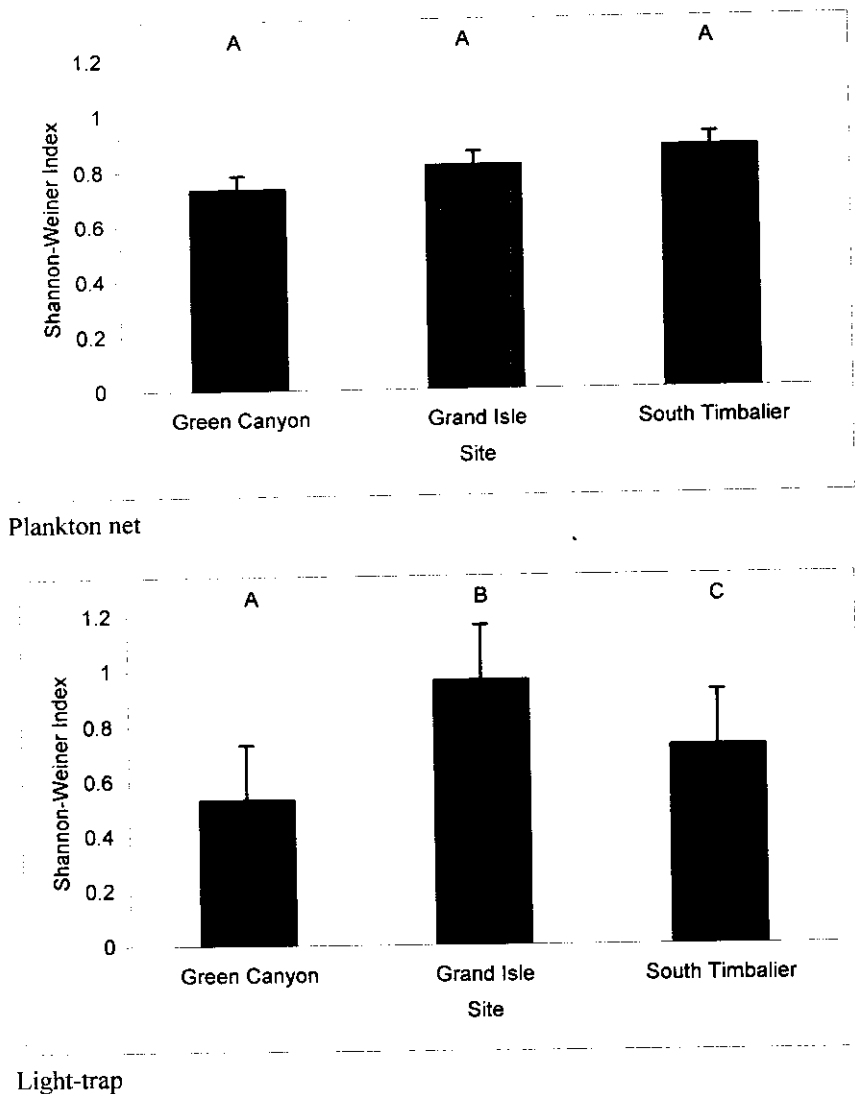 A A A
1.2
1
0.8
0.6
0.4
0.2
0
Shannon-Weiner Index
Green Canyon Grand Isle South Timbalier
Site
Plankton net
A B C
1.2
1
0.8
0.6
0.4
0.2
0
Shannon-Weiner Index
Green Canyon Grand Isle South Timbalier
Site
Light-trap